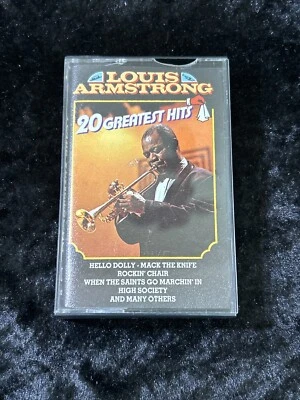 LOUIS
ARMSTRONG
20 GREATEST HITS
HELLO DOLLY - MACK THE KNIFE
ROCKIN' CHAIR
WHEN THE SAINTS GO MARCHIN' IN
HIGH SOCIETY
AND MANY OTHERS